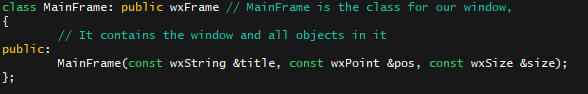 class MainFrame: public wxFrame // MainFrame is the class for our window,
{
        // It contains the window and all objects in it
public:
        MainFrame(const wxString &title, const wxPoint &pos, const wxSize &size);
};